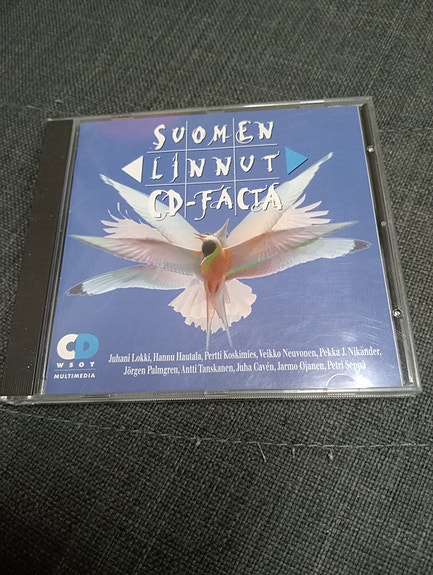 SUOMEN
LINNUT
CD-FACTA
Juhani Lokki, Hannu Hautala, Pertti Koskimies, Veikko Neuvonen, Pekka J. Nikander,
Jörgen Palmgren, Antti Tanskanen, Juha Cavén, Jarmo Ojanen, Petri Seppä
CD
WSOY
MULTIMEDIA